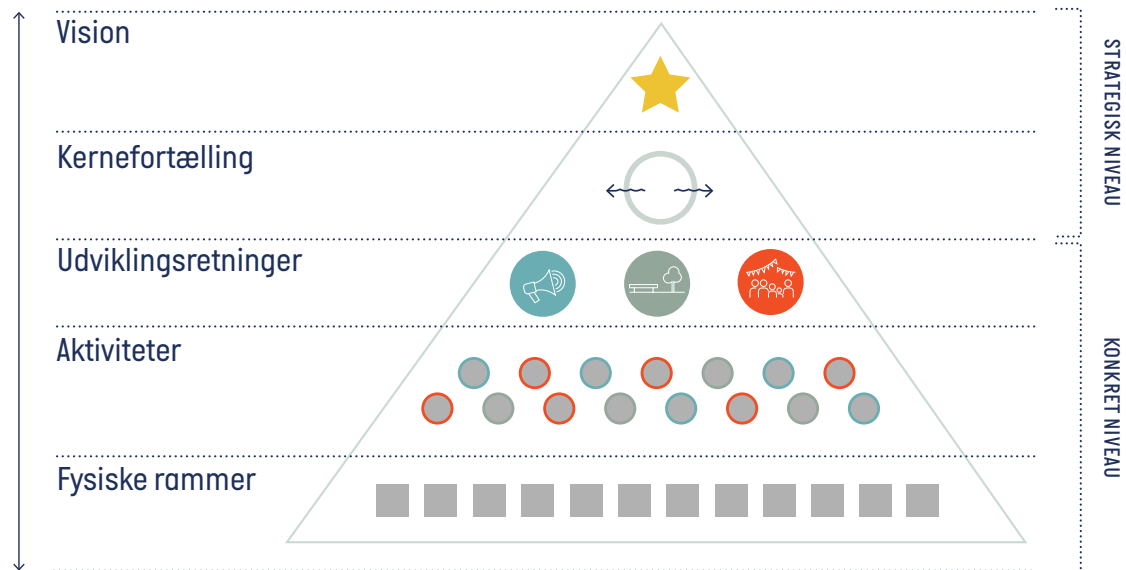 Vision
Kernefortælling
Udviklingsretninger
Aktiviteter
Fysiske rammer
STRATEGISK NIVEAU
KONKRET NIVEAU